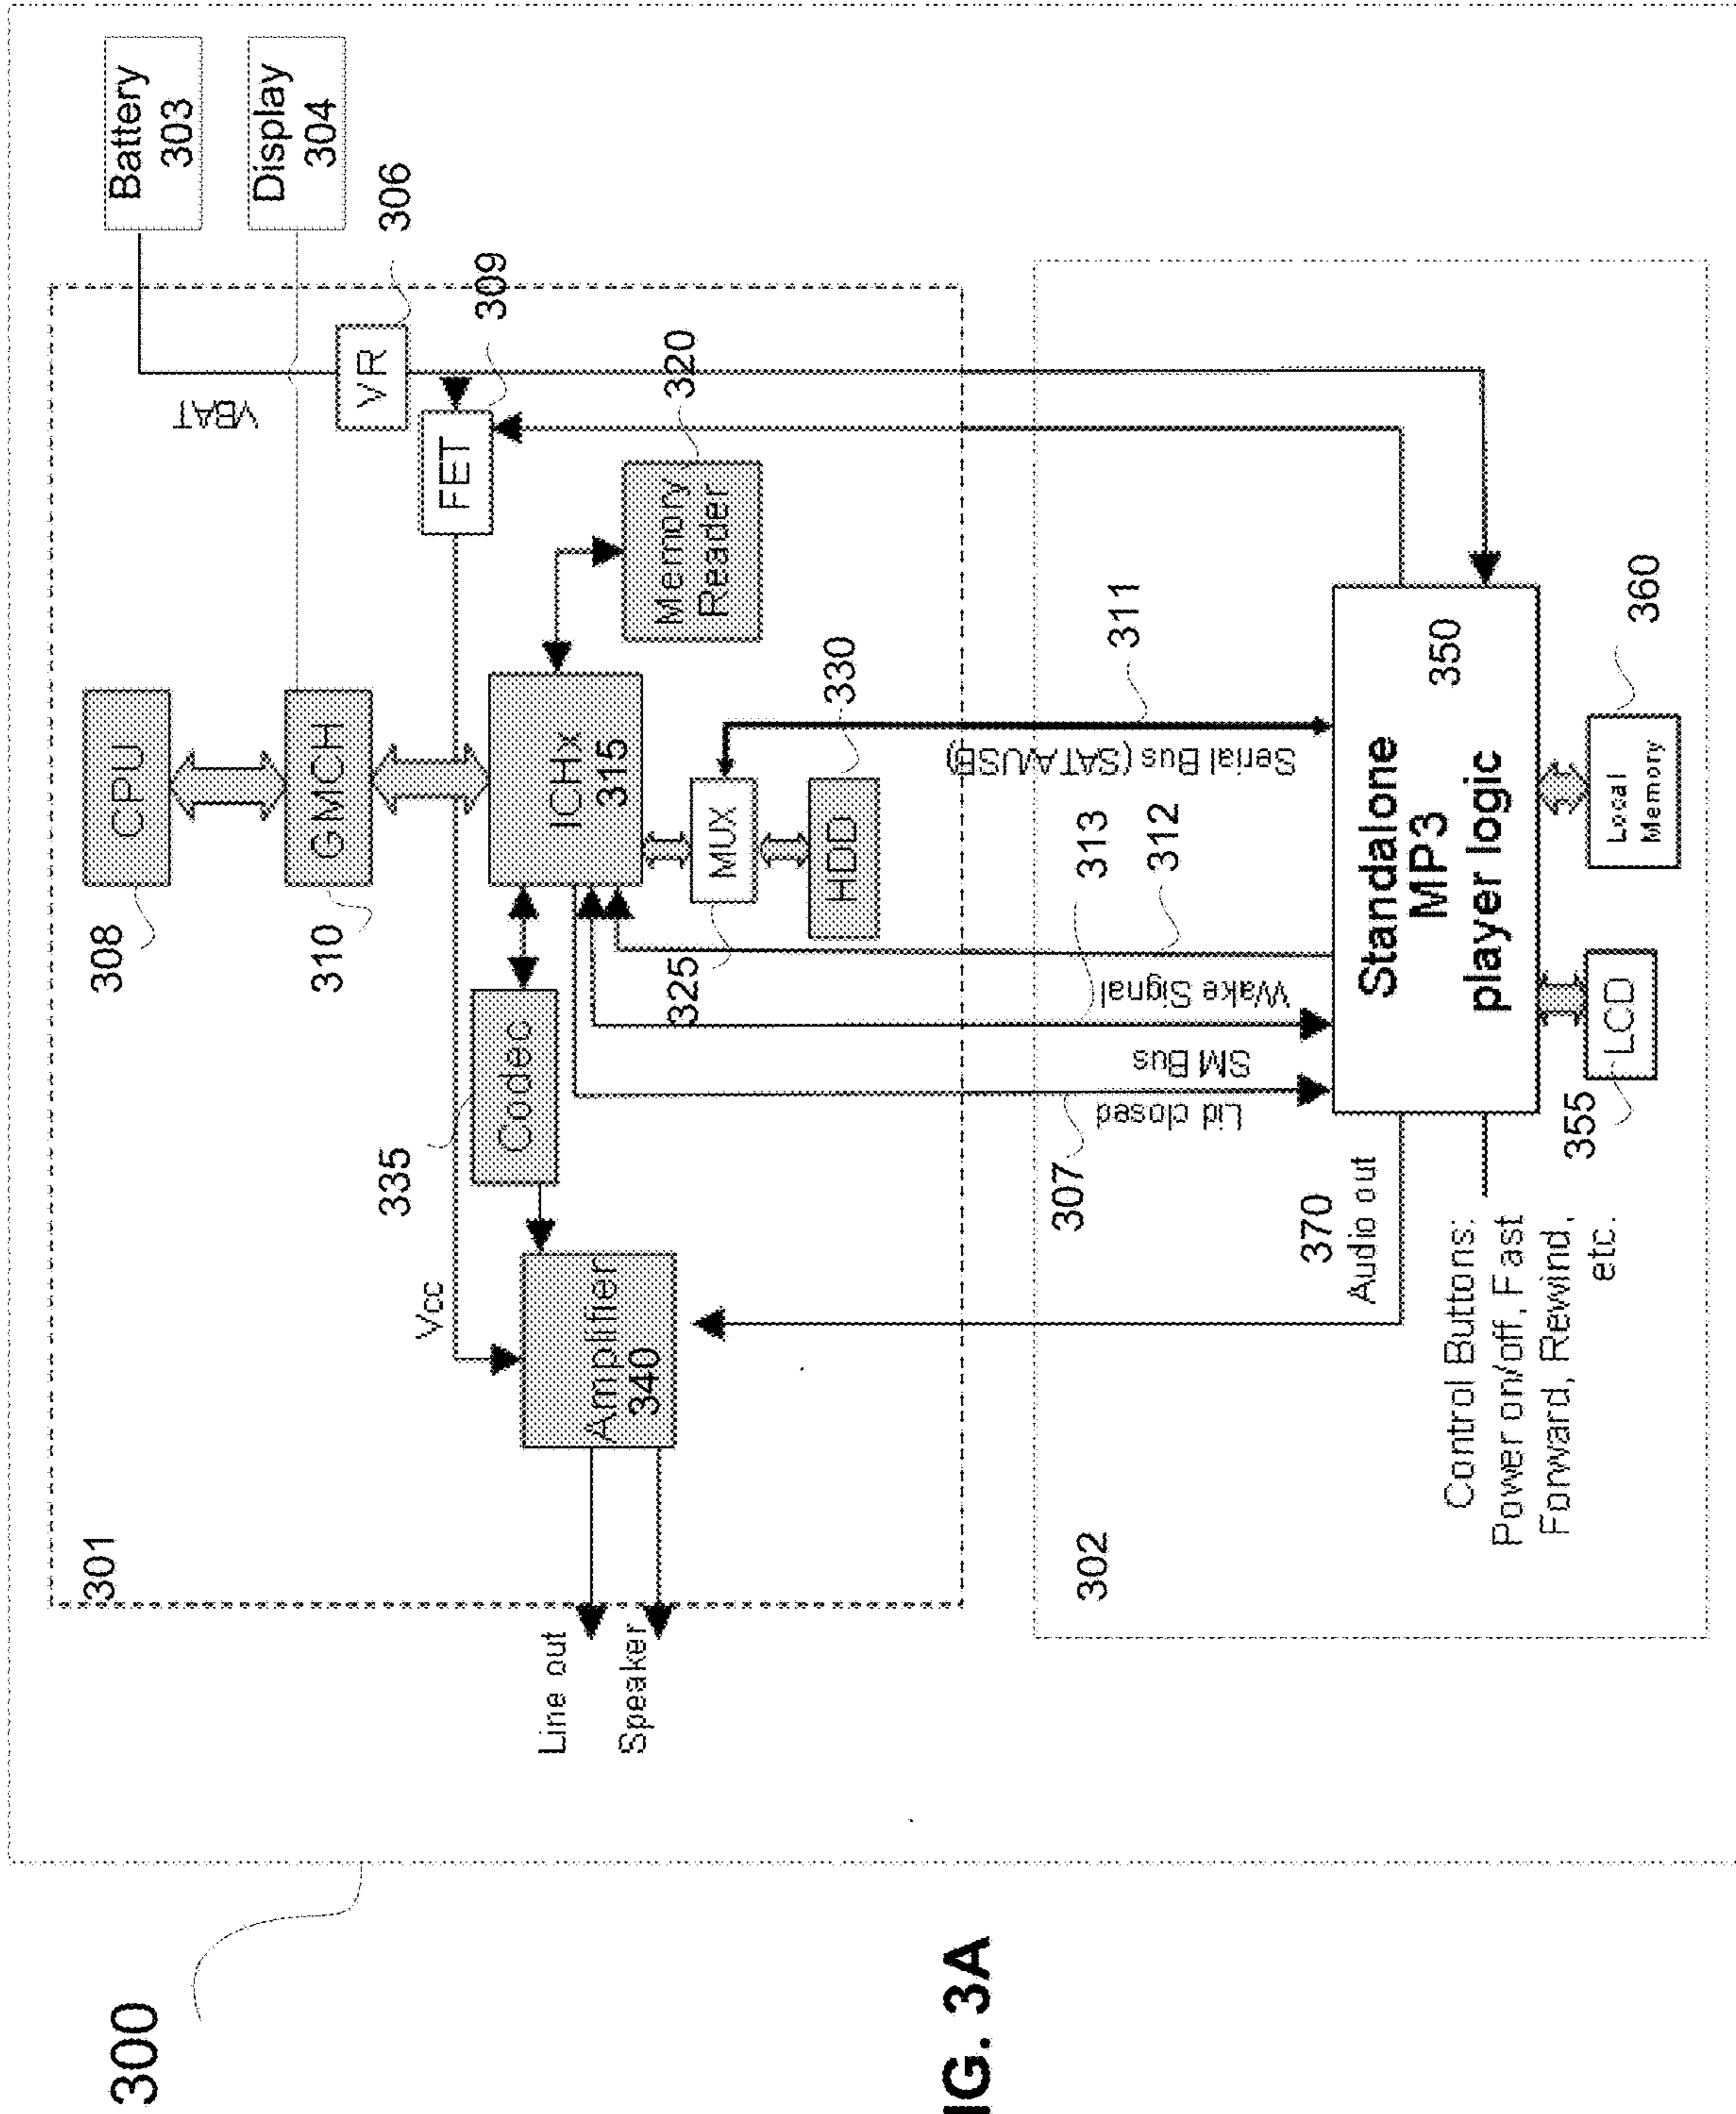 Battery
303
Display
304
306
VBAT
VR
309
FET
320
Memory
Reader
CPU
308
GMCH
310
ICHx
315
MUX
325
HDD
330
Codec
335
Vcc
Amplifier
340
Line out
Speaker
301
311
Serial Bus (SATA/USB)
312
Wake Signal
313
SM Bus
Lid closed
307
Standalone
MP3
player logic
350
360
Local
Memory
LCD
355
370
Audio out
Control Buttons:
Power on/off, Fast
Forward, Rewind,
etc.
302
300
IG. 3A